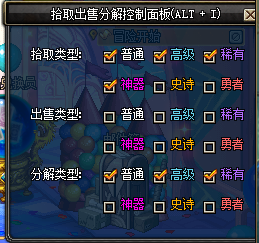 拾取出售分解控制面板(ALT + I)
拾取类型: 普通 高级 稀有
神器 史诗 勇者
出售类型: 普通 高级 稀有
神器 史诗 勇者
分解类型: 普通 高级 稀有
神器 史诗 勇者